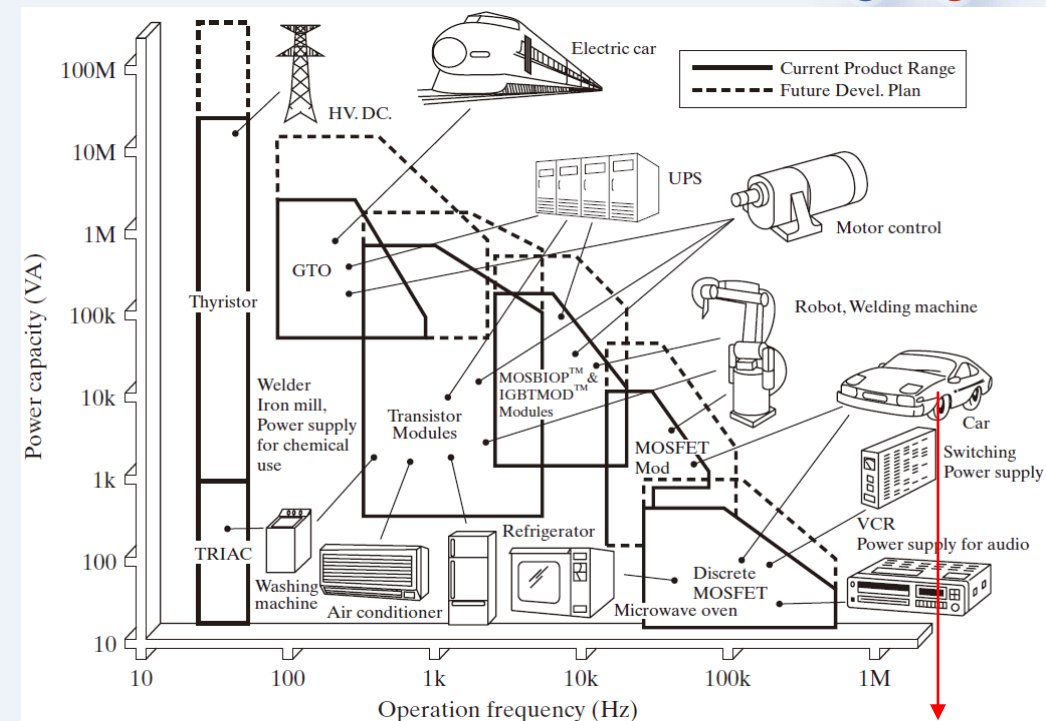 Electric car
Current Product Range
Future Devel. Plan
100M
HV. DC.
10M
UPS
1M
Motor control
GTO
Thyristor
Power capacity (VA)
100k
Robot, Welding machine
MOSBIOP™ &
IGBTMOD™
Modules
10k
Welder
Iron mill,
Power supply
for chemical
use
Transistor
Modules
Car
MOSFET
Mod
Switching
Power supply
1k
VCR
Power supply for audio
Refrigerator
TRIAC
100
Discrete
MOSFET
Washing
machine
Air conditioner
Microwave oven
10
10
100
1k
10k
100k
1M
Operation frequency (Hz)